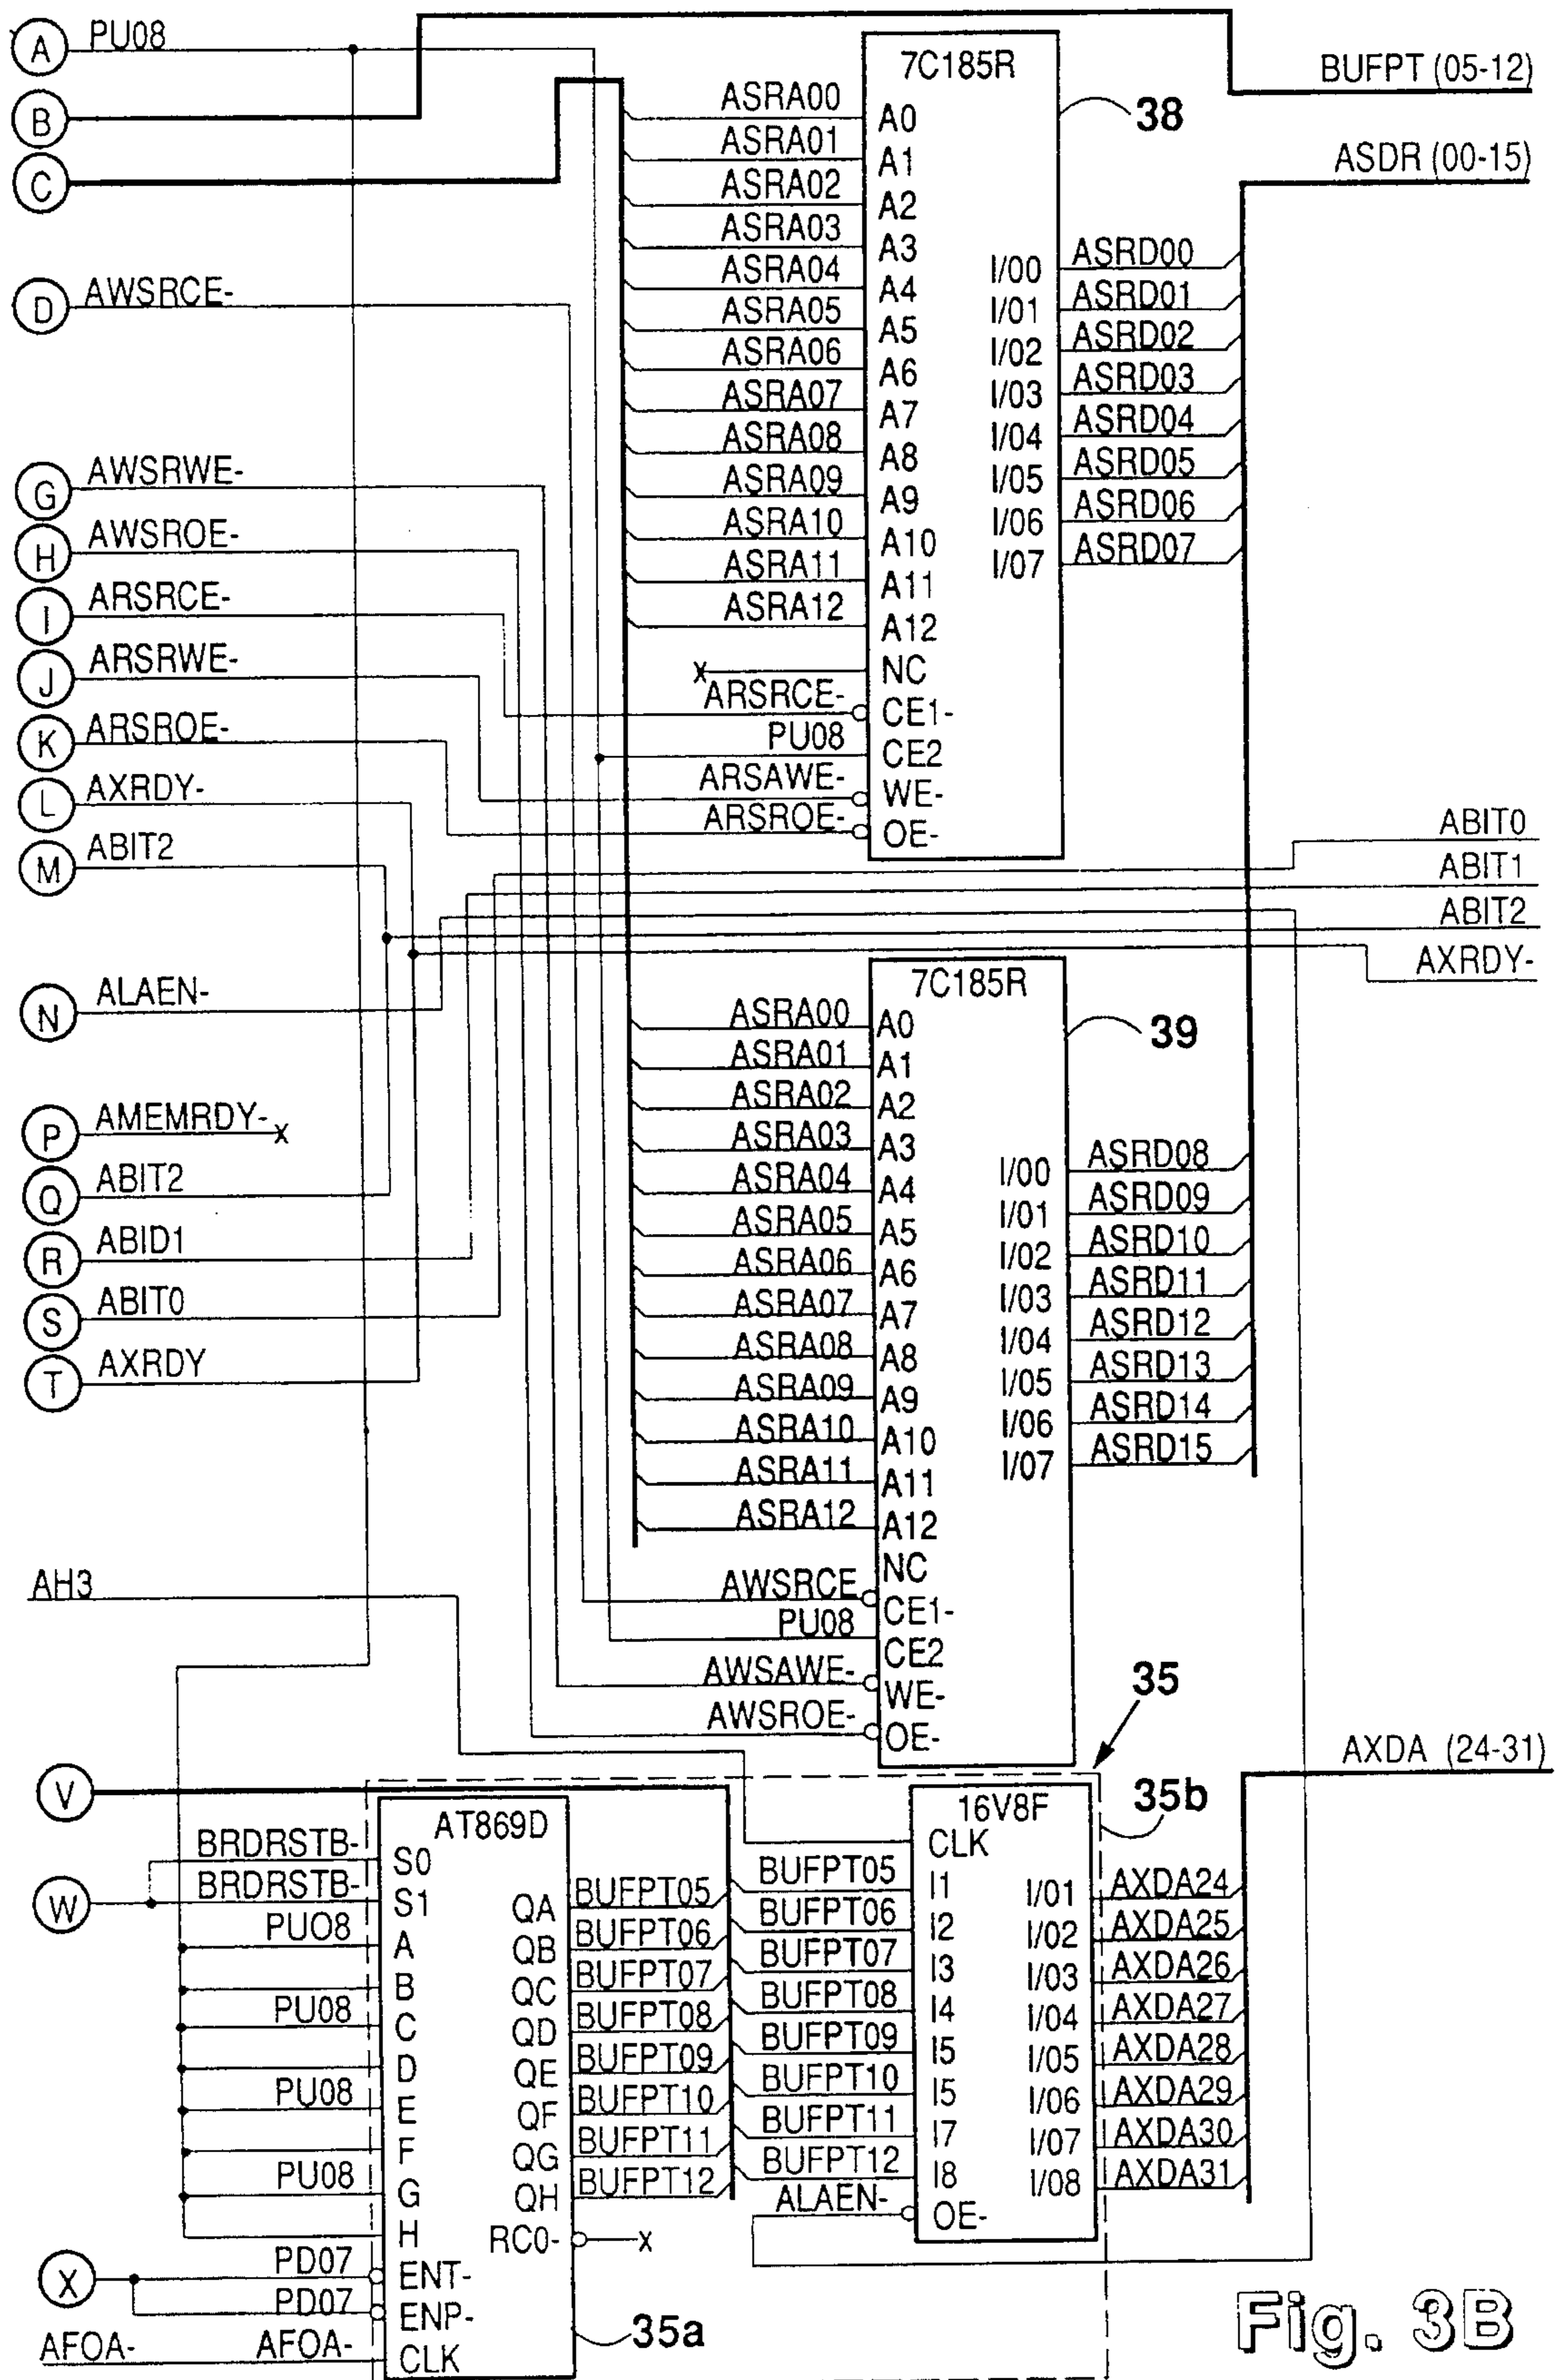 A PU08
B
C
D AWSRCE-
G AWSRWE-
H AWSROE-
I ARSRCE-
J ARSRWE-
K ARSROE-
L AXRDY-
M ABIT2
N ALAEN-
P AMEMRDY- X
Q ABIT2
R ABID1
S ABIT0
T AXRDY
AH3
7C185R
38
ASRA00 A0
ASRA01 A1
ASRA02 A2
ASRA03 A3
ASRA04 A4
ASRA05 A5
ASRA06 A6
ASRA07 A7
ASRA08 A8
ASRA09 A9
ASRA10 A10
ASRA11 A11
ASRA12 A12
X NC
ARSRCE- CE1-
PU08 CE2
ARSAWE- WE-
ARSROE- OE-
I/00 ASRD00
I/01 ASRD01
I/02 ASRD02
I/03 ASRD03
I/04 ASRD04
I/05 ASRD05
I/06 ASRD06
I/07 ASRD07
BUFPT (05-12)
ASDR (00-15)
ABIT0
ABIT1
ABIT2
AXRDY-
7C185R
39
ASRA00 A0
ASRA01 A1
ASRA02 A2
ASRA03 A3
ASRA04 A4
ASRA05 A5
ASRA06 A6
ASRA07 A7
ASRA08 A8
ASRA09 A9
ASRA10 A10
ASRA11 A11
ASRA12 A12
NC
AWSRCE CE1-
PU08 CE2
AWSAWE- WE-
AWSROE- OE-
I/00 ASRD08
I/01 ASRD09
I/02 ASRD10
I/03 ASRD11
I/04 ASRD12
I/05 ASRD13
I/06 ASRD14
I/07 ASRD15
35
AXDA (24-31)
V
W
X
AT869D
BRDRSTB- S0
BRDRSTB- S1
PUO8 A
B
PU08 C
D
PU08 E
F
PU08 G
H
PD07 ENT-
PD07 ENP-
AFOA- AFOA- CLK
QA BUFPT05
QB BUFPT06
QC BUFPT07
QD BUFPT08
QE BUFPT09
QF BUFPT10
QG BUFPT11
QH BUFPT12
RC0- X
35a
16V8F
35b
CLK
BUFPT05 I1
BUFPT06 I2
BUFPT07 I3
BUFPT08 I4
BUFPT09 I5
BUFPT10 I5
BUFPT11 I7
BUFPT12 I8
ALAEN- OE-
I/01 AXDA24
I/02 AXDA25
I/03 AXDA26
I/04 AXDA27
I/05 AXDA28
I/06 AXDA29
I/07 AXDA30
I/08 AXDA31
Fig. 3B